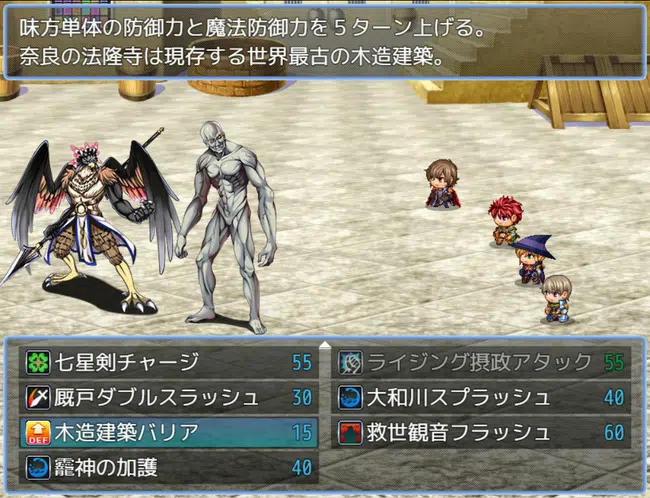 味方単体の防御力と魔法防御力を５ターン上げる。
奈良の法隆寺は現存する世界最古の木造建築。
七星剣チャージ 55
ライジング摂政アタック 55
厩戸ダブルスラッシュ 30
大和川スプラッシュ 40
DEF 木造建築バリア 15
救世観音フラッシュ 60
龗神の加護 40